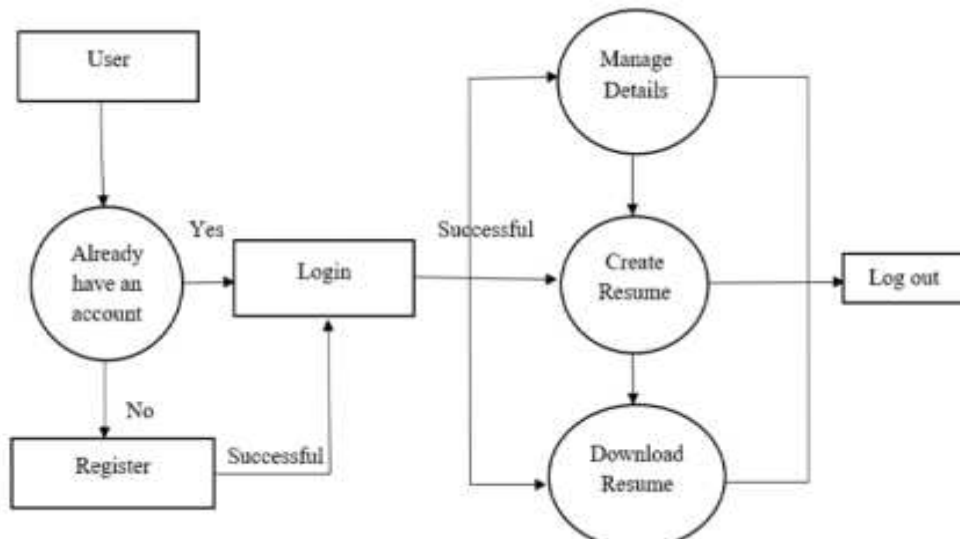 User
Already
have an
account
Yes
No
Register
Successful
Login
Successful
Manage
Details
Create
Resume
Download
Resume
Log out